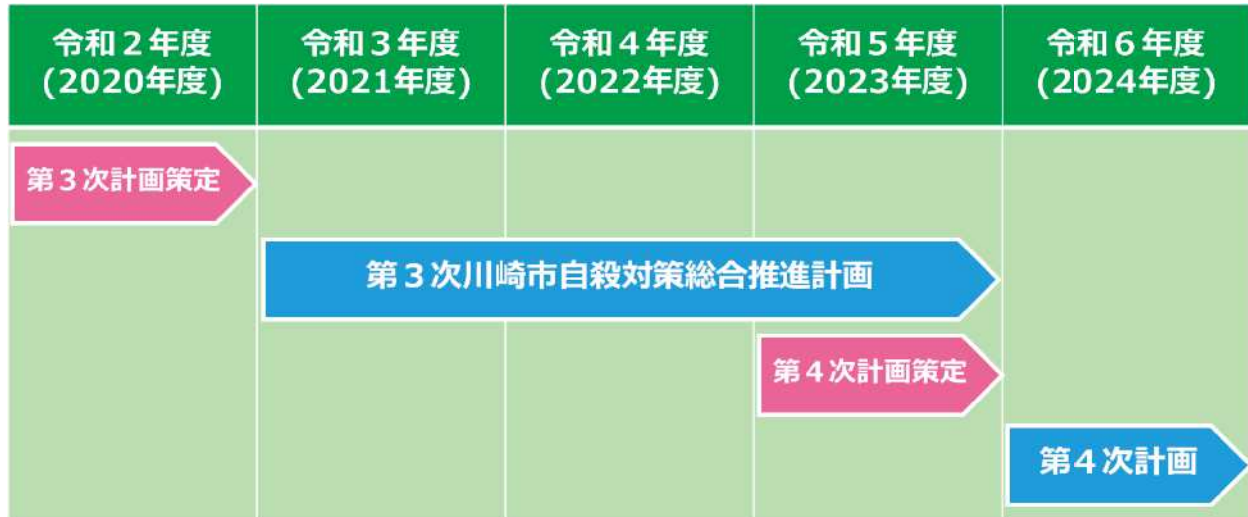 令和２年度
(2020年度)
令和３年度
(2021年度)
令和４年度
(2022年度)
令和５年度
(2023年度)
令和６年度
(2024年度)
第３次計画策定
第３次川崎市自殺対策総合推進計画
第４次計画策定
第４次計画